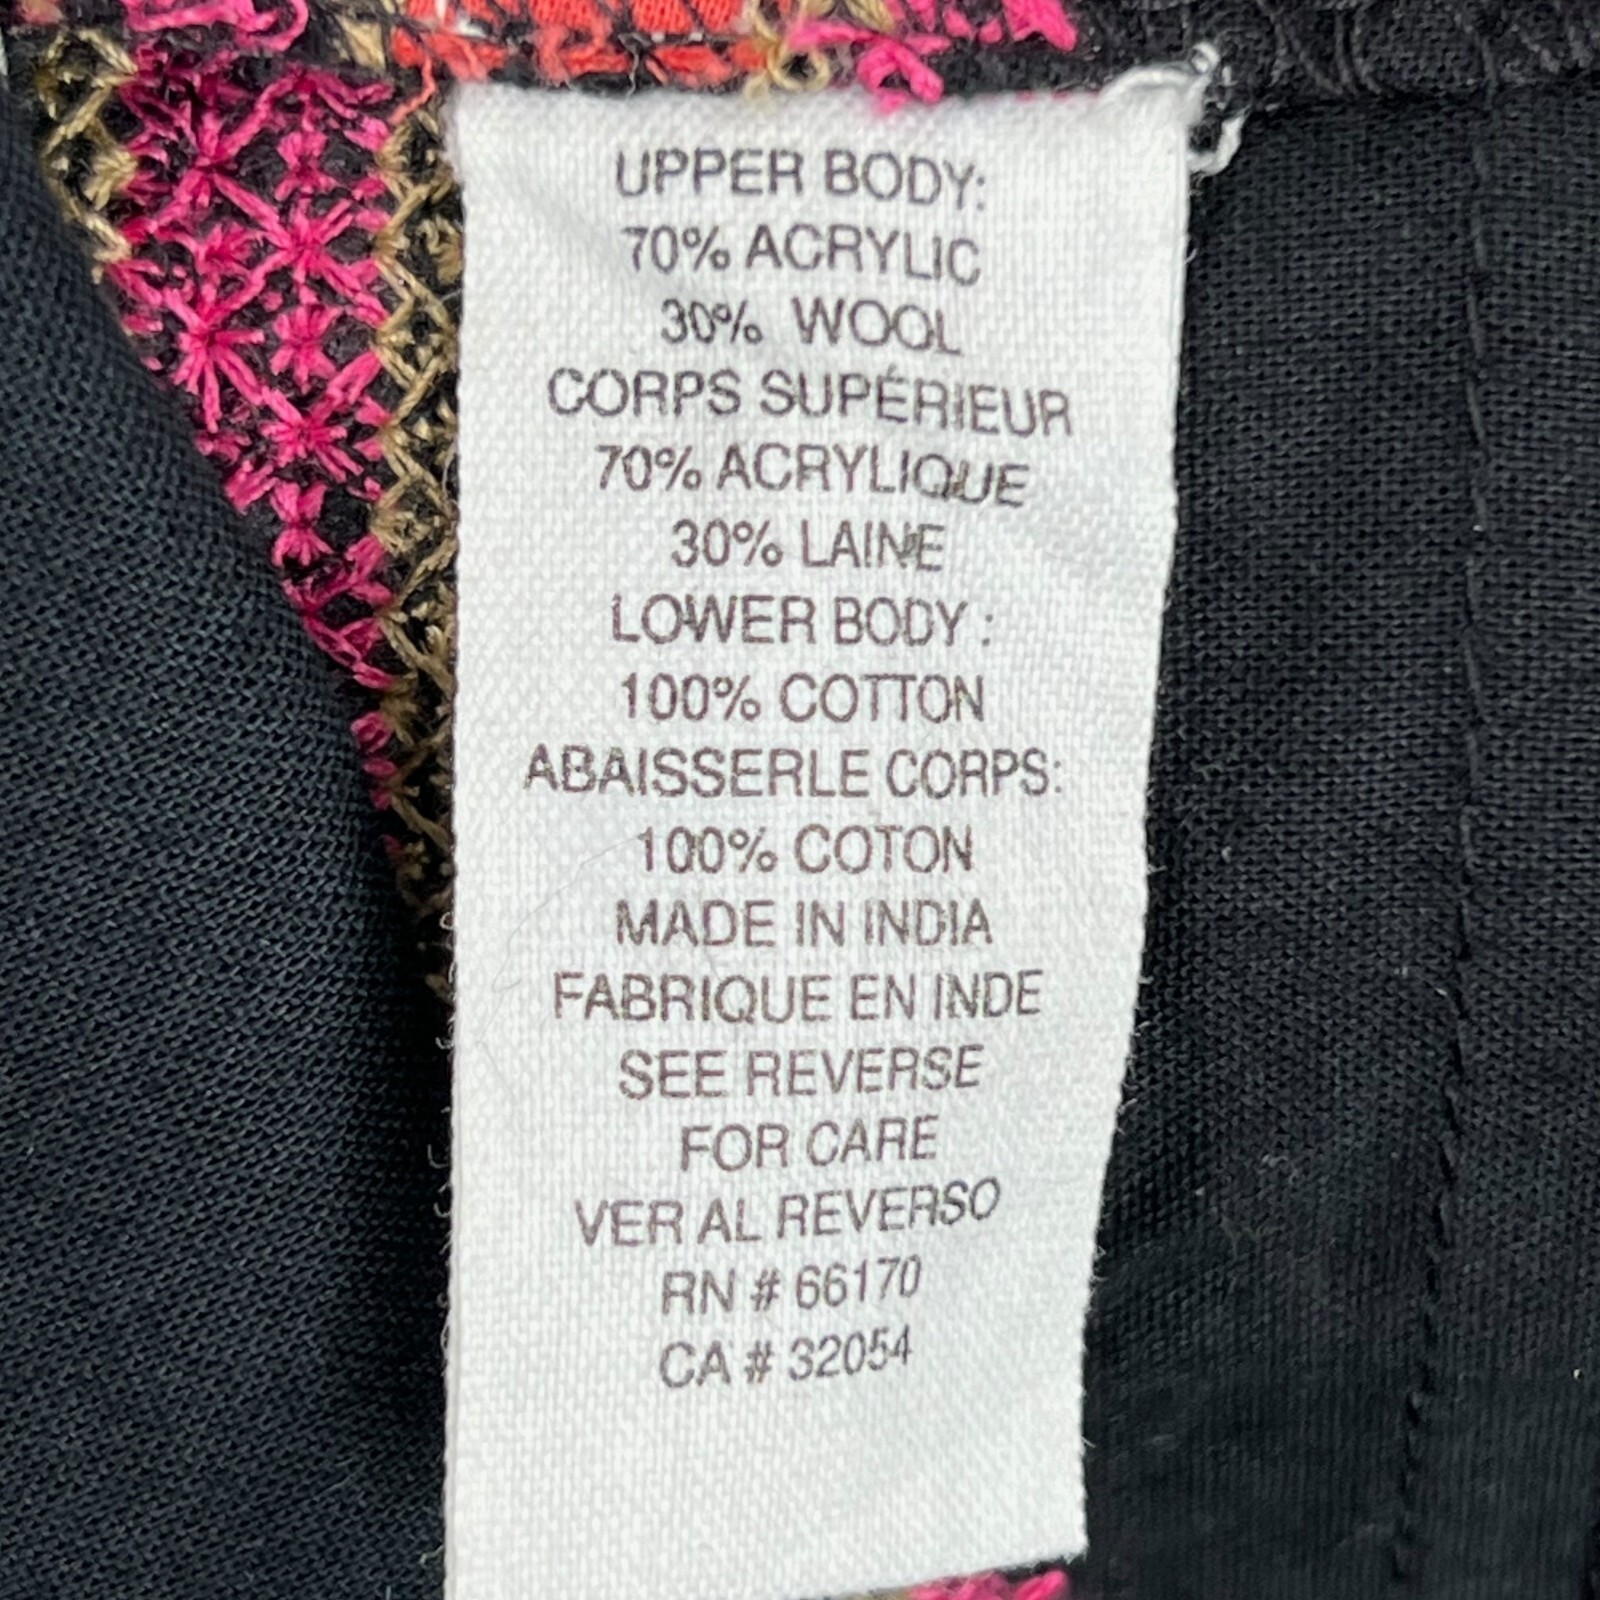 UPPER BODY:
70% ACRYLIC
30% WOOL
CORPS SUPÉRIEUR
70% ACRYLIQUE
30% LAINE
LOWER BODY :
100% COTTON
ABAISSERLE CORPS:
100% COTON
MADE IN INDIA
FABRIQUE EN INDE
SEE REVERSE
FOR CARE
VER AL REVERSO
RN # 66170
CA # 32054